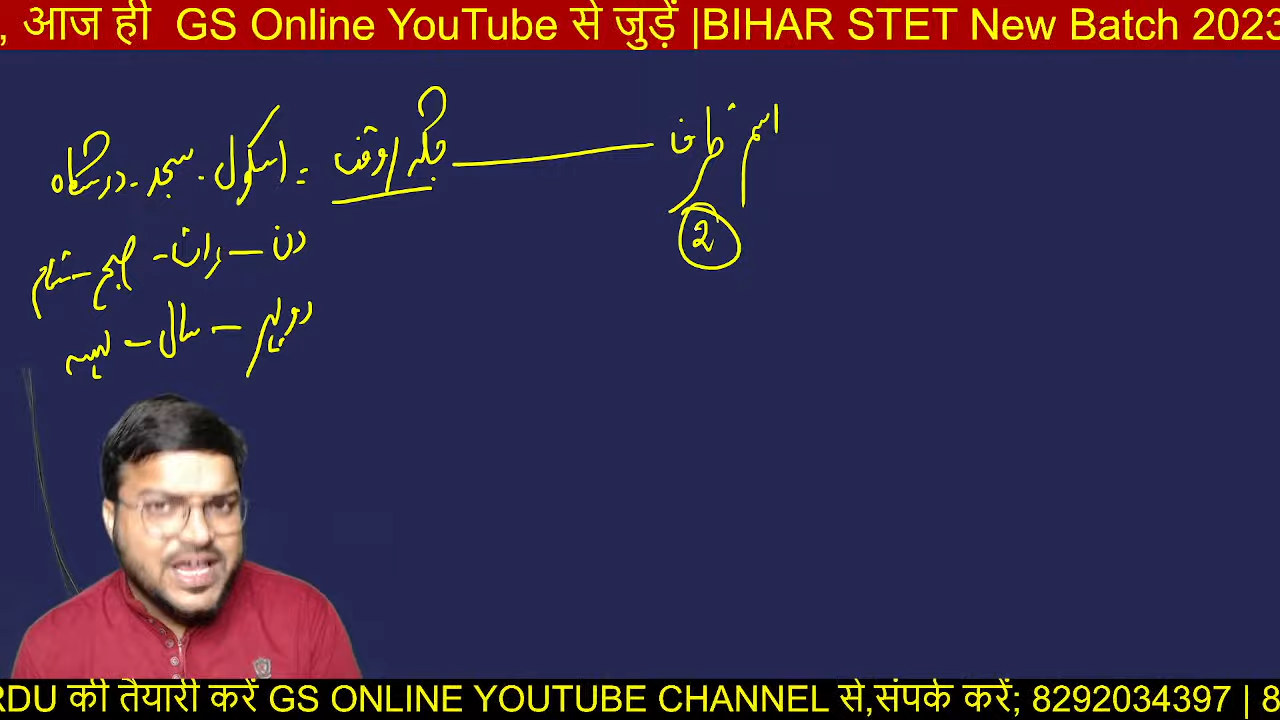 , आज ही GS Online YouTube से जुड़ें |BIHAR STET New Batch 2023
اسم ظرف — جگہ / وقت = اسکول - مسجد - درسگاہ
2
دن - رات - صبح - شام
دوپہر - سال
RDU की तैयारी करें GS ONLINE YOUTUBE CHANNEL से,संपर्क करें; 8292034397 | 8